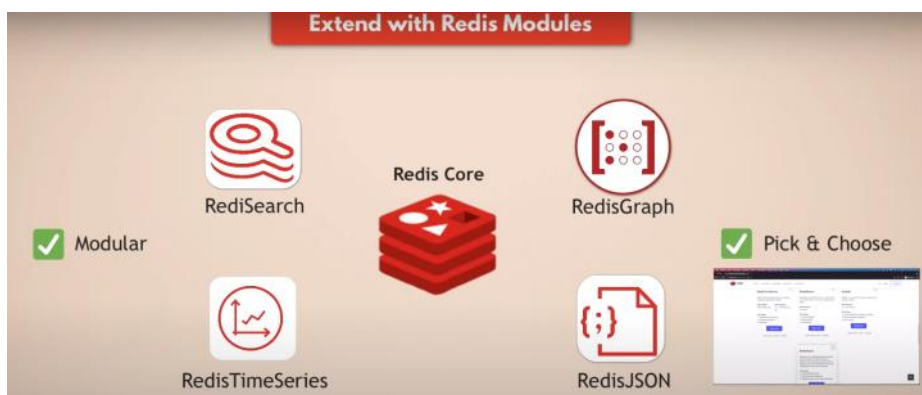 Extend with Redis Modules
Redis Core
RediSearch
RedisGraph
Modular
Pick & Choose
RedisTimeSeries
RedisJSON